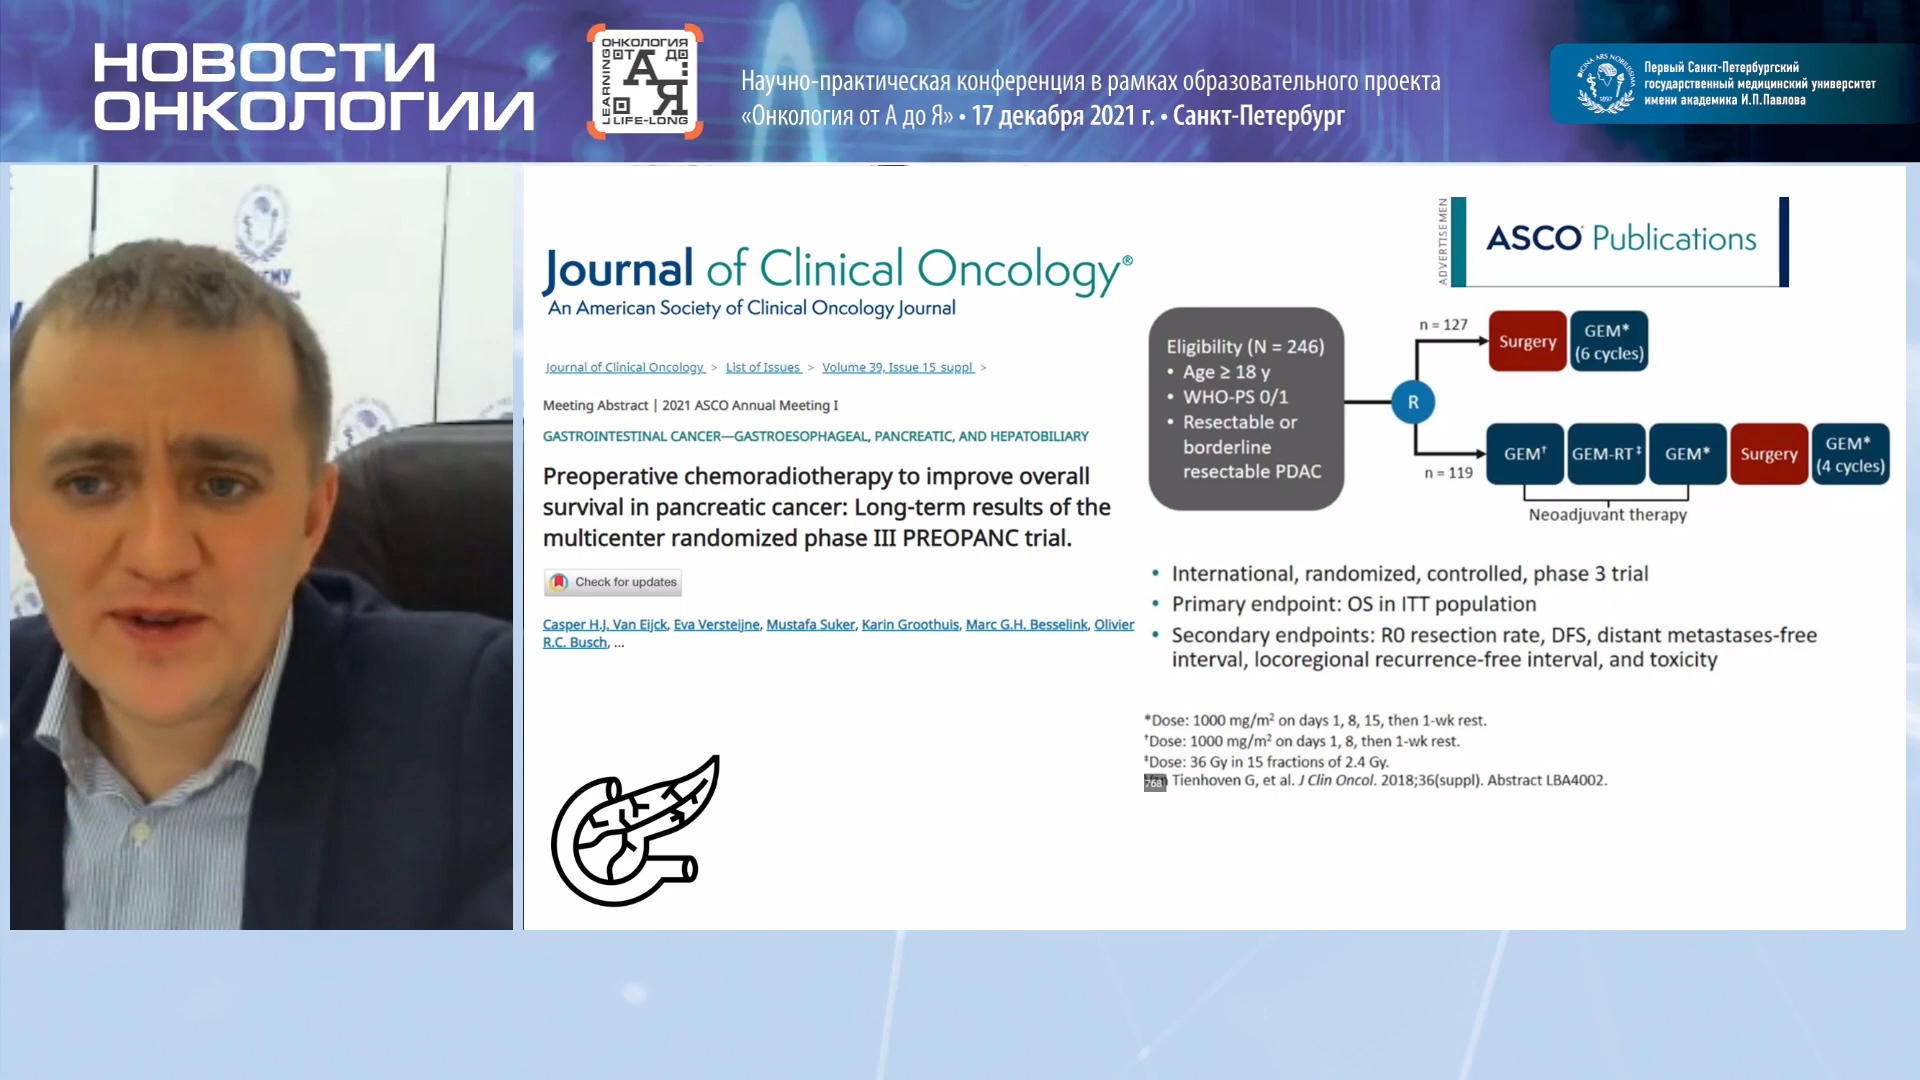 НОВОСТИ
ОНКОЛОГИИ
ОНКОЛОГИЯ
ОТ А ДО Я
LEARNING
LIFE-LONG
Научно-практическая конференция в рамках образовательного проекта
«Онкология от А до Я» • 17 декабря 2021 г. • Санкт-Петербург
Первый Санкт-Петербургский
государственный медицинский университет
имени академика И.П.Павлова
Journal of Clinical Oncology®
An American Society of Clinical Oncology Journal
Journal of Clinical Oncology > List of Issues > Volume 39, Issue 15_suppl >
Meeting Abstract | 2021 ASCO Annual Meeting I
GASTROINTESTINAL CANCER—GASTROESOPHAGEAL, PANCREATIC, AND HEPATOBILIARY
Preoperative chemoradiotherapy to improve overall
survival in pancreatic cancer: Long-term results of the
multicenter randomized phase III PREOPANC trial.
Check for updates
Casper H.J. Van Eijck, Eva Versteijne, Mustafa Suker, Karin Groothuis, Marc G.H. Besselink, Olivier
R.C. Busch, ...
ADVERTISEMEN
ASCO Publications
Eligibility (N = 246)
• Age ≥ 18 y
• WHO-PS 0/1
• Resectable or
borderline
resectable PDAC
R
n = 127
Surgery
GEM*
(6 cycles)
n = 119
GEM†
GEM-RT‡
GEM*
Surgery
GEM*
(4 cycles)
Neoadjuvant therapy
• International, randomized, controlled, phase 3 trial
• Primary endpoint: OS in ITT population
• Secondary endpoints: R0 resection rate, DFS, distant metastases-free
interval, locoregional recurrence-free interval, and toxicity
*Dose: 1000 mg/m² on days 1, 8, 15, then 1-wk rest.
†Dose: 1000 mg/m² on days 1, 8, then 1-wk rest.
‡Dose: 36 Gy in 15 fractions of 2.4 Gy.
Tienhoven G, et al. J Clin Oncol. 2018;36(suppl). Abstract LBA4002.